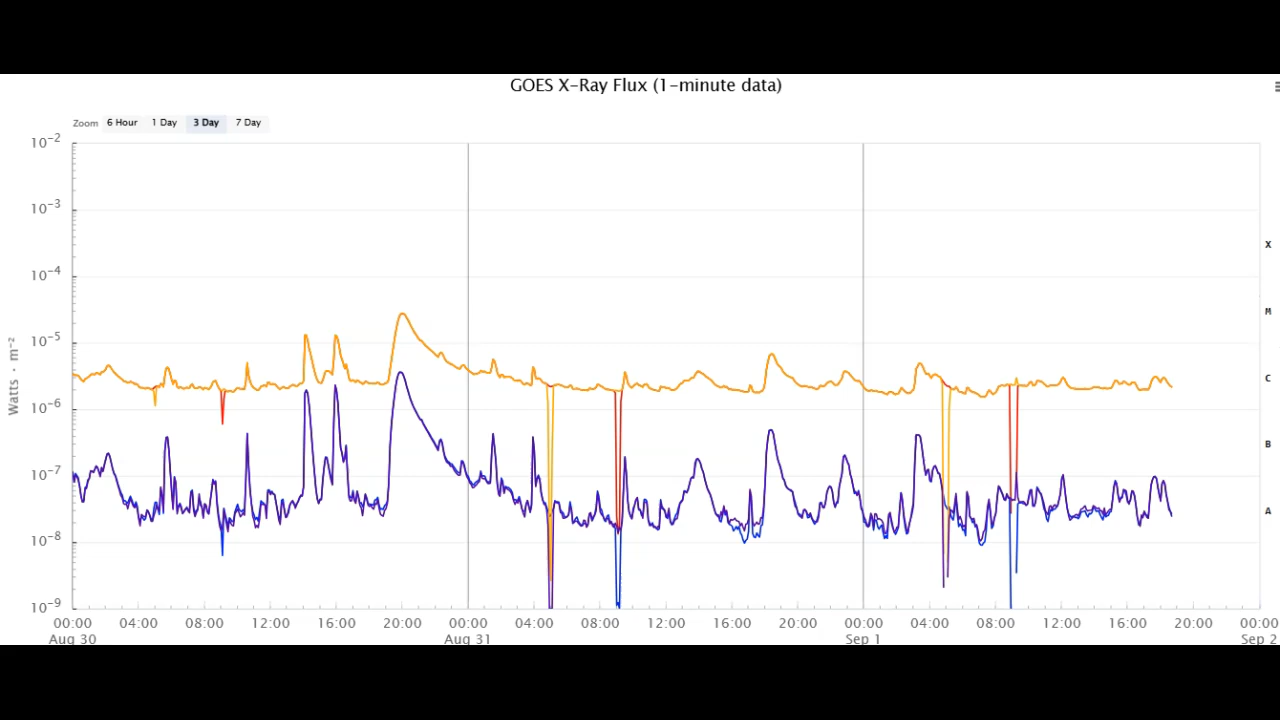 GOES X-Ray Flux (1-minute data)
Zoom 6 Hour 1 Day 3 Day 7 Day
10⁻²
10⁻³
10⁻⁴
10⁻⁵
10⁻⁶
10⁻⁷
10⁻⁸
10⁻⁹
Watts · m⁻²
X
M
C
B
A
00:00 04:00 08:00 12:00 16:00 20:00 00:00 04:00 08:00 12:00 16:00 20:00 00:00 04:00 08:00 12:00 16:00 20:00 00:00
Aug 30 Aug 31 Sep 1 Sep 2